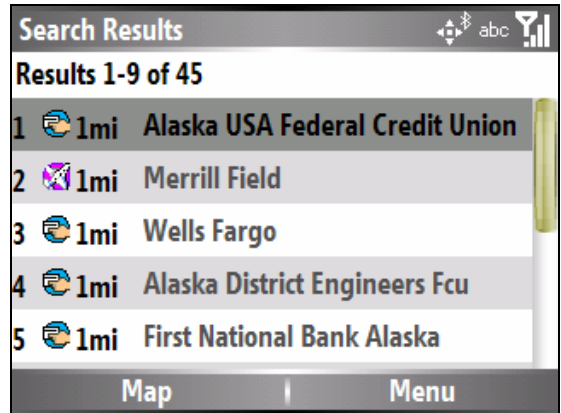 Search Results abc
Results 1-9 of 45
1 1mi Alaska USA Federal Credit Union
2 1mi Merrill Field
3 1mi Wells Fargo
4 1mi Alaska District Engineers Fcu
5 1mi First National Bank Alaska
Map Menu